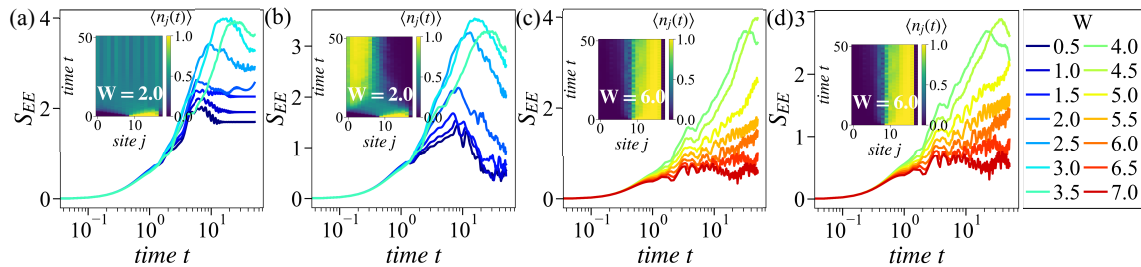 (a)
⟨n_j(t)⟩
S_EE
4
2
0
time t
50
0
W = 2.0
1.0
0.5
0.0
0 10
site j
10^{-1} 10^0 10^1
time t
(b)
⟨n_j(t)⟩
S_EE
3
2
1
0
time t
50
0
W = 2.0
1.0
0.5
0.0
0 10
site j
10^{-1} 10^0 10^1
time t
(c)
⟨n_j(t)⟩
S_EE
4
2
0
time t
50
0
W = 6.0
1.0
0.5
0.0
0 10
site j
10^{-1} 10^0 10^1
time t
(d)
⟨n_j(t)⟩
S_EE
3
2
1
0
time t
50
0
W = 6.0
1.0
0.5
0.0
0 10
site j
10^{-1} 10^0 10^1
time t
W
0.5 4.0
1.0 4.5
1.5 5.0
2.0 5.5
2.5 6.0
3.0 6.5
3.5 7.0